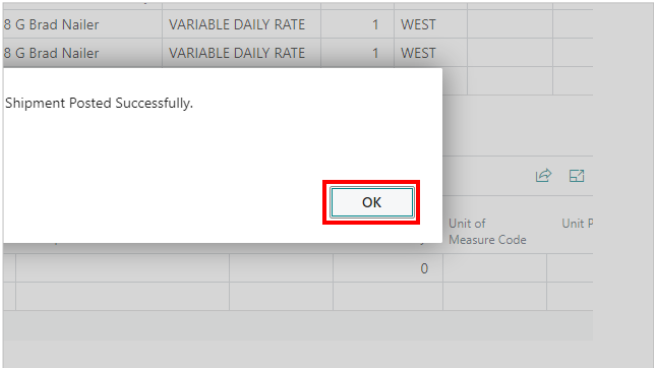 8 G Brad Nailer VARIABLE DAILY RATE 1 WEST
8 G Brad Nailer VARIABLE DAILY RATE 1 WEST
Shipment Posted Successfully.
OK
Unit of
Measure Code
Unit P
0